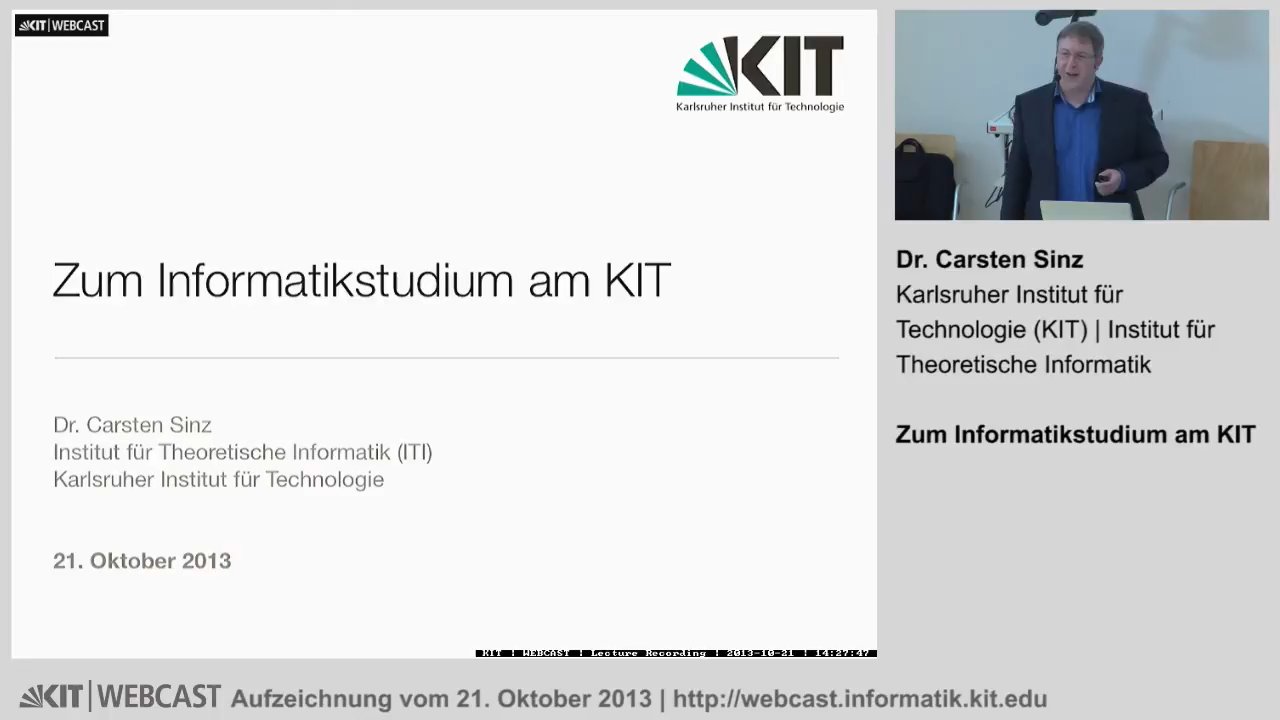 KIT | WEBCAST
KIT
Karlsruher Institut für Technologie
Zum Informatikstudium am KIT
Dr. Carsten Sinz
Institut für Theoretische Informatik (ITI)
Karlsruher Institut für Technologie
21. Oktober 2013
KIT | WEBCAST | Lecture Recording | 2013-10-21 | 14:27:47
Dr. Carsten Sinz
Karlsruher Institut für
Technologie (KIT) | Institut für
Theoretische Informatik
Zum Informatikstudium am KIT
KIT | WEBCAST Aufzeichnung vom 21. Oktober 2013 | http://webcast.informatik.kit.edu